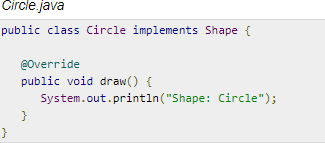 Circle.java
public class Circle implements Shape {
@Override
public void draw() {
System.out.println("Shape: Circle");
}
}